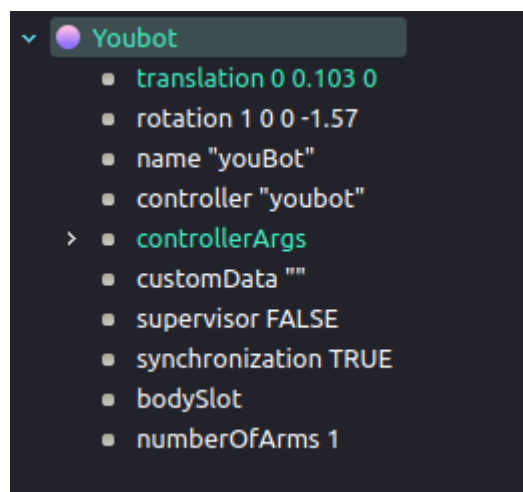 Youbot
translation 0 0.103 0
rotation 1 0 0 -1.57
name "youBot"
controller "youbot"
controllerArgs
customData ""
supervisor FALSE
synchronization TRUE
bodySlot
numberOfArms 1